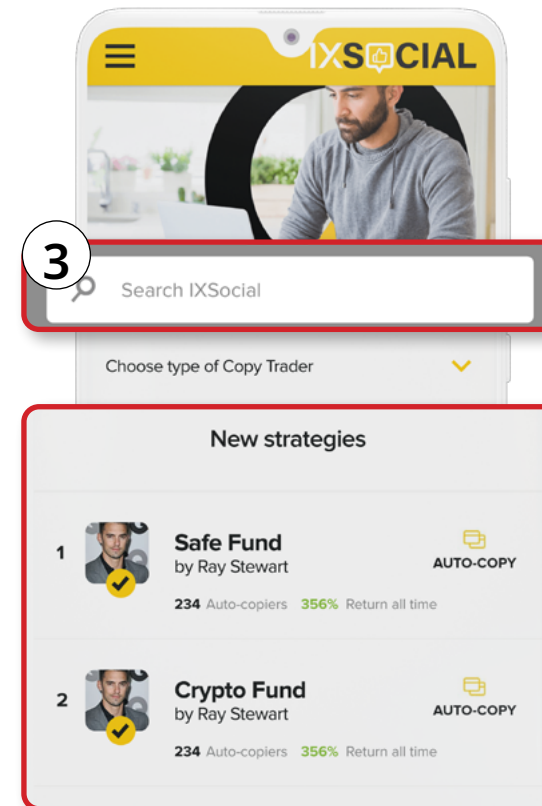 IXSOCIAL
3
Search IXSocial
Choose type of Copy Trader
New strategies
1
Safe Fund
by Ray Stewart
AUTO-COPY
234 Auto-copiers 356% Return all time
2
Crypto Fund
by Ray Stewart
AUTO-COPY
234 Auto-copiers 356% Return all time